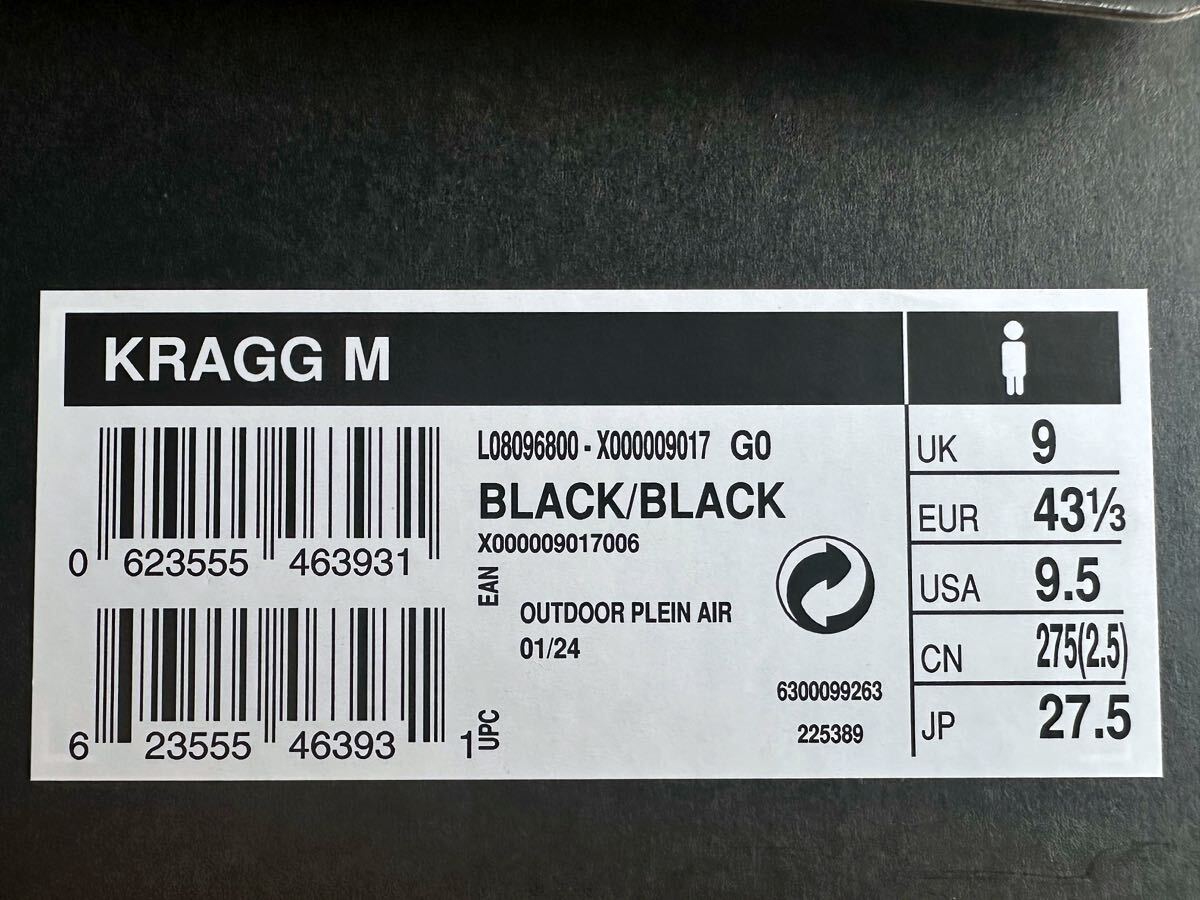 KRAGG M
0 623555 463931
EAN
6 23555 46393 1
UPC
L08096800 - X000009017 G0
BLACK/BLACK
X000009017006
OUTDOOR PLEIN AIR
01/24
6300099263
225389
UK 9
EUR 43⅓
USA 9.5
CN 275(2.5)
JP 27.5